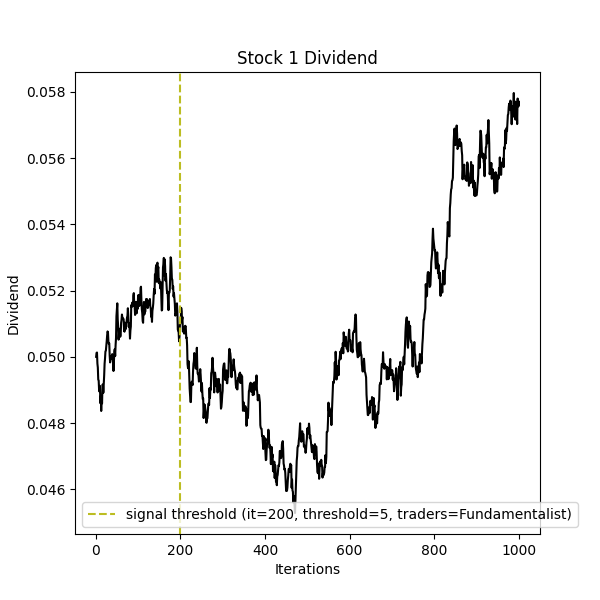 Stock 1 Dividend
0.058
0.056
0.054
0.052
0.050
0.048
0.046
Dividend
signal threshold (it=200, threshold=5, traders=Fundamentalist)
0 200 400 600 800 1000
Iterations